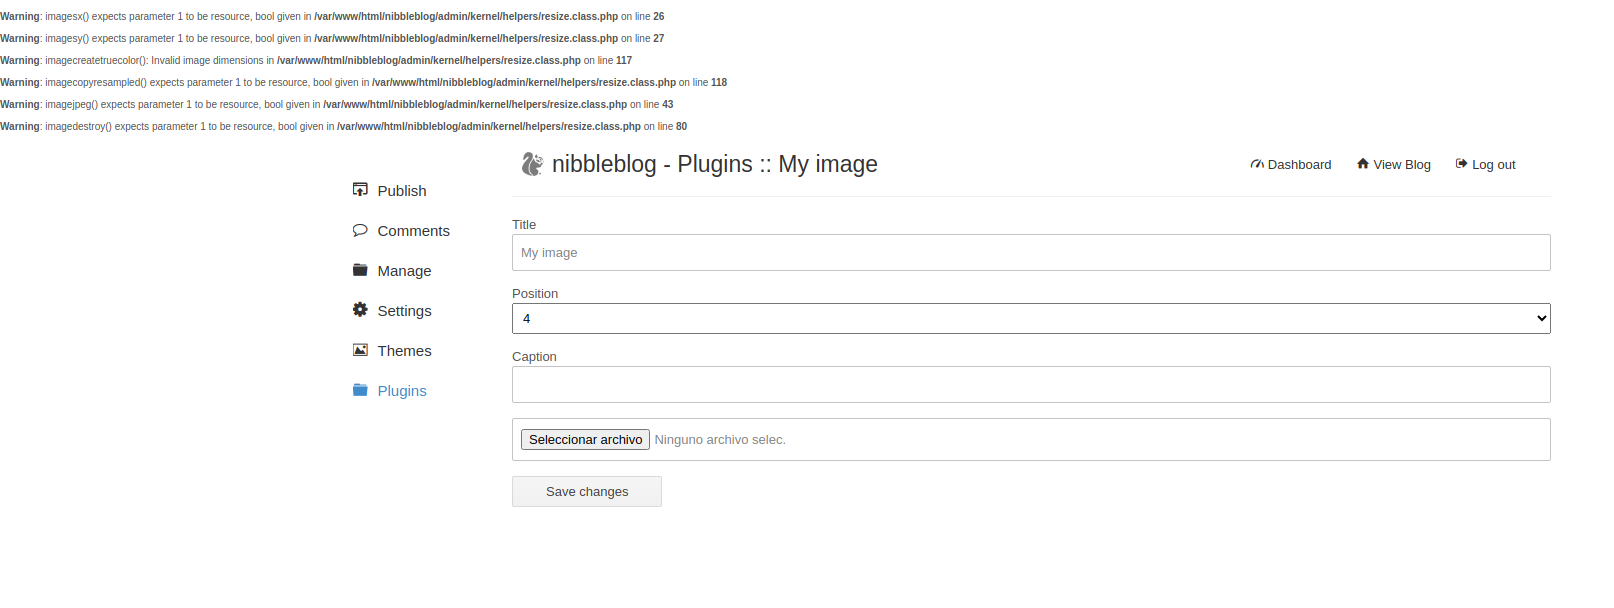 Warning: imagesx() expects parameter 1 to be resource, bool given in /var/www/html/nibbleblog/admin/kernel/helpers/resize.class.php on line 26
Warning: imagesy() expects parameter 1 to be resource, bool given in /var/www/html/nibbleblog/admin/kernel/helpers/resize.class.php on line 27
Warning: imagecreatetruecolor(): Invalid image dimensions in /var/www/html/nibbleblog/admin/kernel/helpers/resize.class.php on line 117
Warning: imagecopyresampled() expects parameter 1 to be resource, bool given in /var/www/html/nibbleblog/admin/kernel/helpers/resize.class.php on line 118
Warning: imagejpeg() expects parameter 1 to be resource, bool given in /var/www/html/nibbleblog/admin/kernel/helpers/resize.class.php on line 43
Warning: imagedestroy() expects parameter 1 to be resource, bool given in /var/www/html/nibbleblog/admin/kernel/helpers/resize.class.php on line 80
nibbleblog - Plugins :: My image
Dashboard
View Blog
Log out
Publish
Comments
Manage
Settings
Themes
Plugins
Title
My image
Position
4
Caption
Seleccionar archivo Ninguno archivo selec.
Save changes